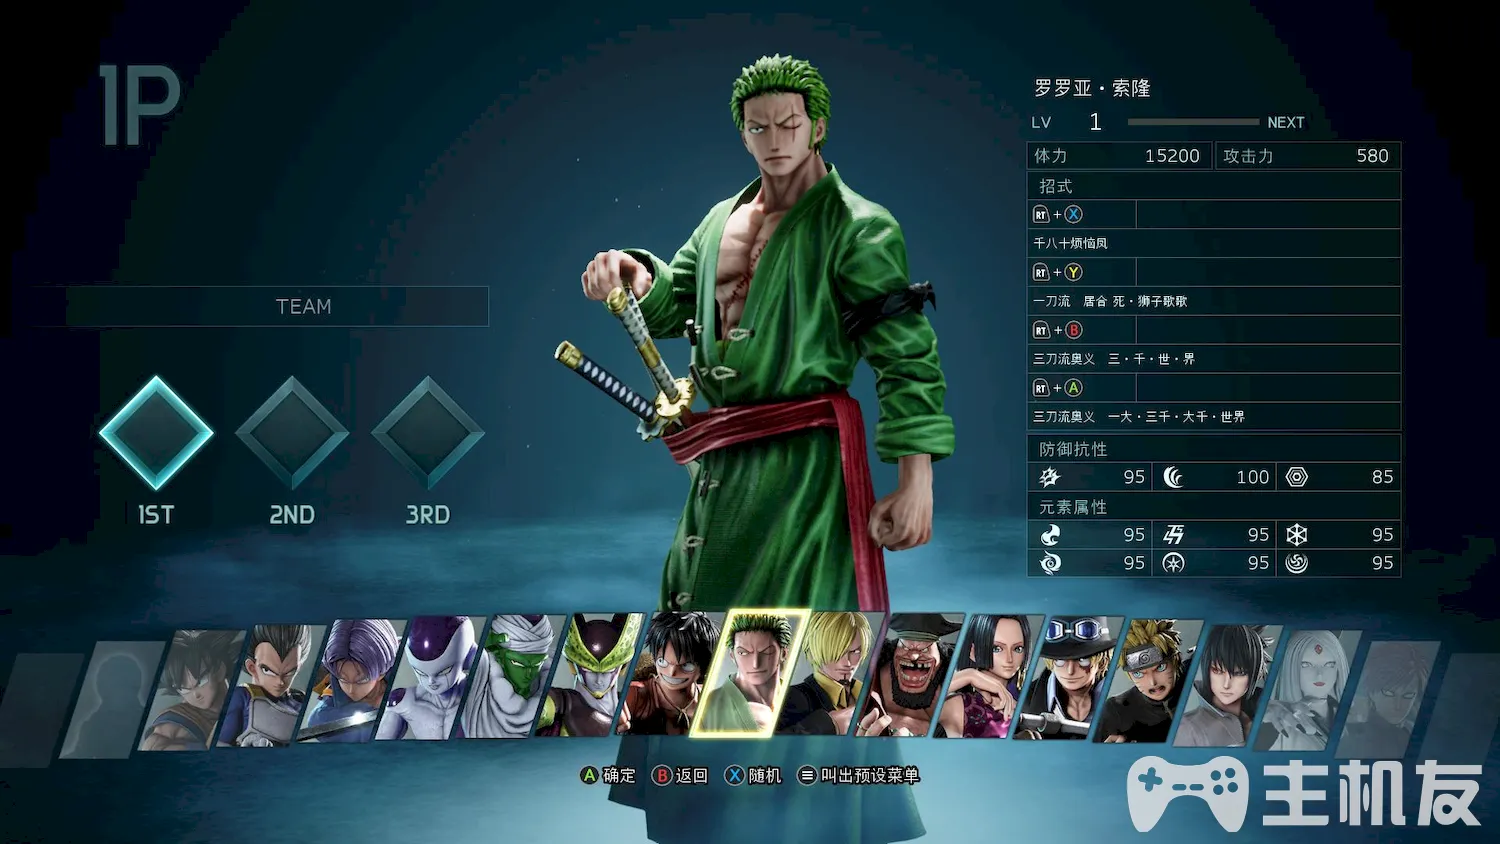 1P
罗罗亚・索隆
LV 1 NEXT
体力 15200 攻击力 580
招式
RT + X
千八十烦恼凤
RT + Y
一刀流 居合 死・狮子歌歌
RT + B
三刀流奥义 三・千・世・界
RT + A
三刀流奥义 一大・三千・大千・世界
防御抗性
95 100 85
元素属性
95 95 95
95 95 95
TEAM
1ST 2ND 3RD
A 确定 B 返回 X 随机 叫出预设菜单
主机友